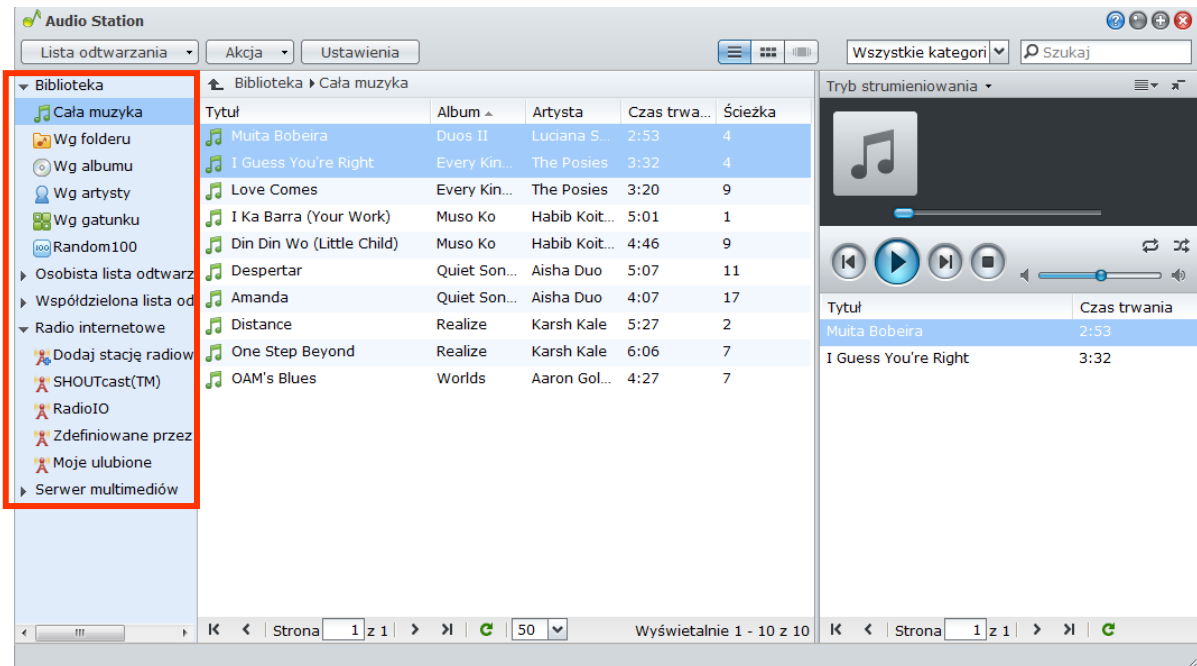 Audio Station
Lista odtwarzania Akcja Ustawienia Wszystkie kategori Szukaj
Biblioteka
Cała muzyka
Wg folderu
Wg albumu
Wg artysty
Wg gatunku
100 Random100
Osobista lista odtwarz
Współdzielona lista od
Radio internetowe
Dodaj stację radiow
SHOUTcast(TM)
RadioIO
Zdefiniowane przez
Moje ulubione
Serwer multimediów
Biblioteka Cała muzyka
Tytuł Album Artysta Czas trwa... Ścieżka
Muita Bobeira Duos II Luciana S... 2:53 4
I Guess You're Right Every Kin... The Posies 3:32 4
Love Comes Every Kin... The Posies 3:20 9
I Ka Barra (Your Work) Muso Ko Habib Koit... 5:01 1
Din Din Wo (Little Child) Muso Ko Habib Koit... 4:46 9
Despertar Quiet Son... Aisha Duo 5:07 11
Amanda Quiet Son... Aisha Duo 4:07 17
Distance Realize Karsh Kale 5:27 2
One Step Beyond Realize Karsh Kale 6:06 7
OAM's Blues Worlds Aaron Gol... 4:27 7
Strona 1 z 1 50 Wyświetalnie 1 - 10 z 10
Tryb strumieniowania
Tytuł Czas trwania
Muita Bobeira 2:53
I Guess You're Right 3:32
Strona 1 z 1